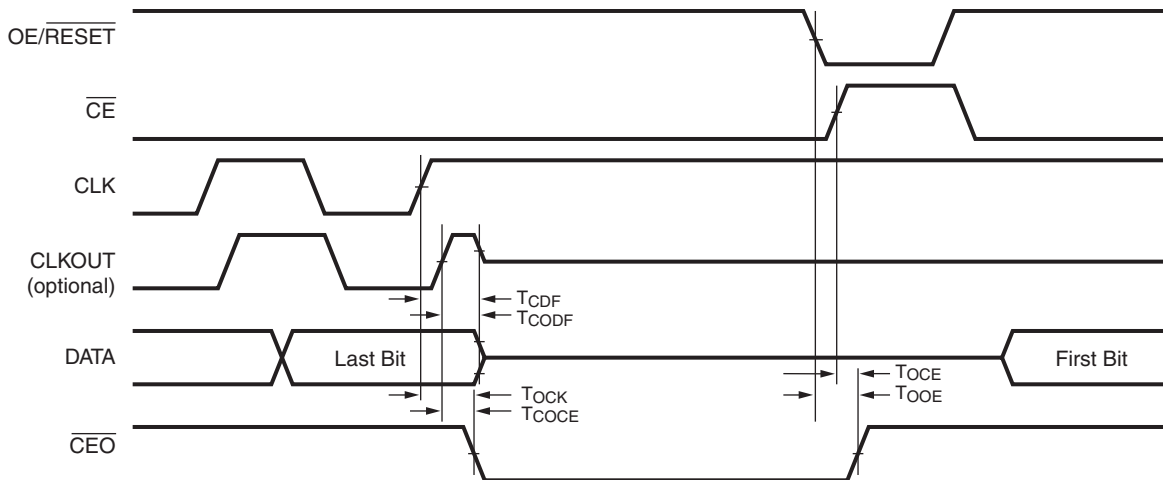 OE/RESET
CE
CLK
CLKOUT
(optional)
TCDF
TCODF
DATA
Last Bit
First Bit
TOCE
TOOE
TOCK
TCOCE
CEO